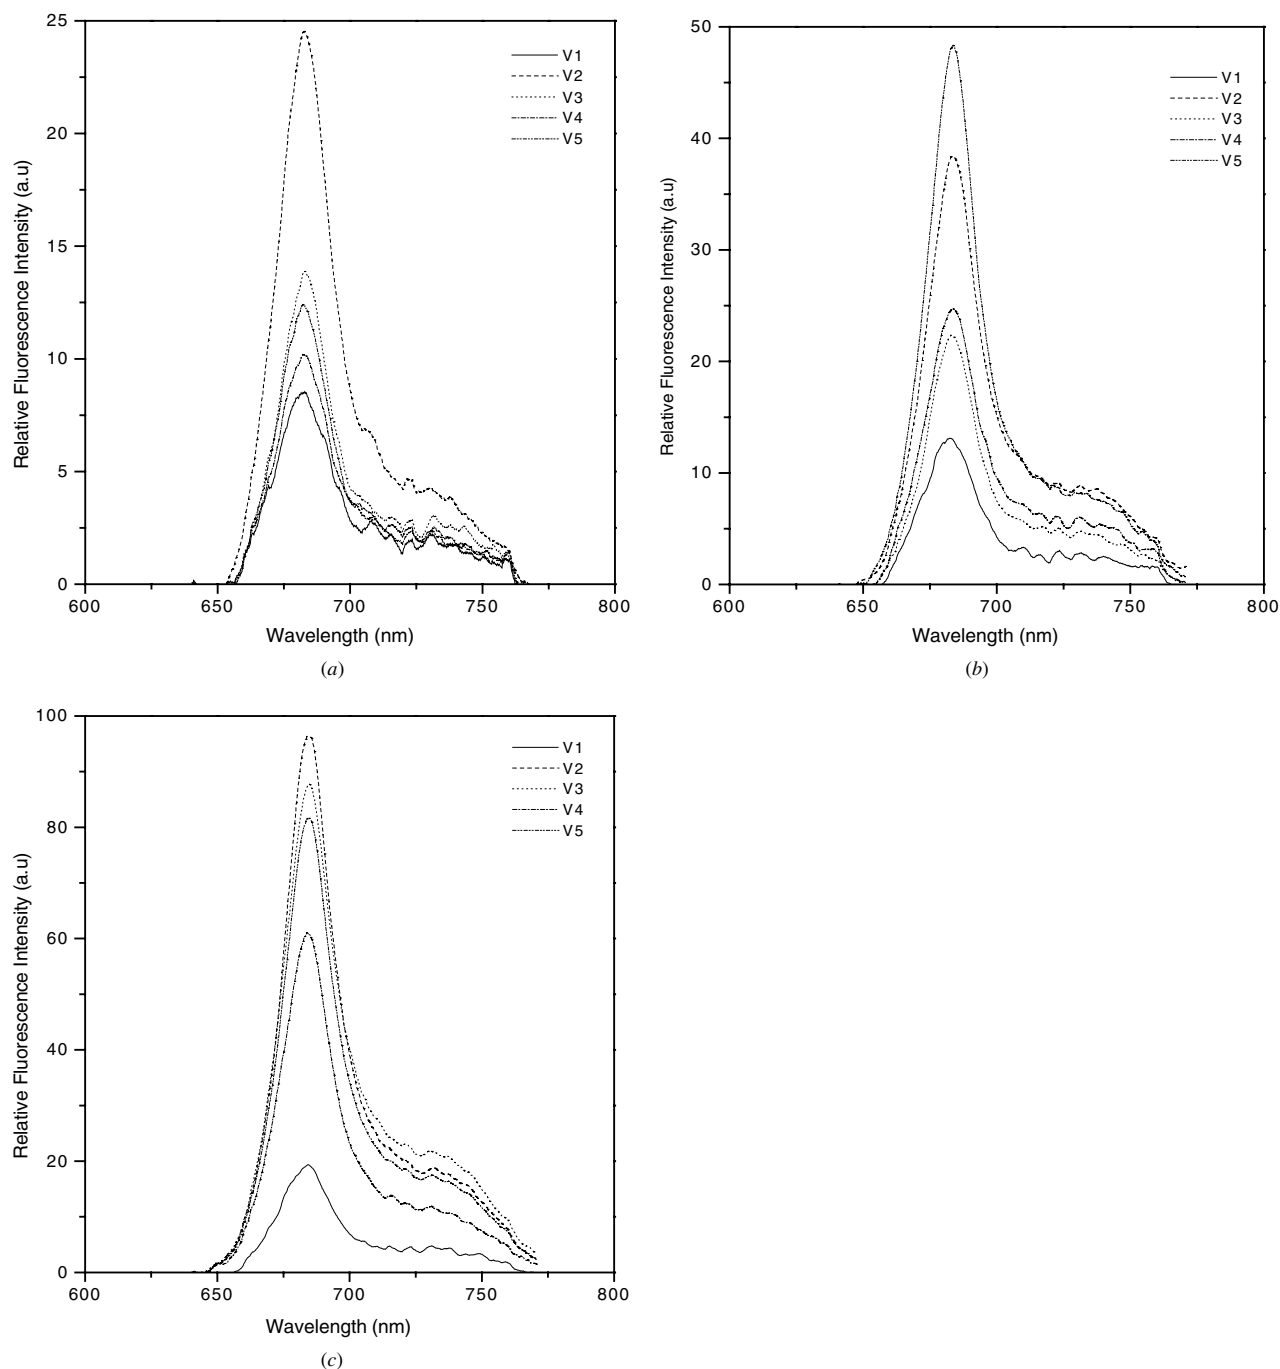 25
20
15
10
5
0
Relative Fluorescence Intensity (a.u)
V1
V2
V3
V4
V5
600 650 700 750 800
Wavelength (nm)
(a)
50
40
30
20
10
0
Relative Fluorescence Intensity (a.u)
V1
V2
V3
V4
V5
600 650 700 750 800
Wavelength (nm)
(b)
100
80
60
40
20
0
Relative Fluorescence Intensity (a.u)
V1
V2
V3
V4
V5
600 650 700 750 800
Wavelength (nm)
(c)